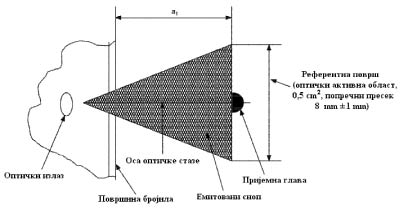 a₁
Референтна површ
(оптички активна област,
0,5 cm², попречни пресек
8 mm ±1 mm)
Оса оптичке стазе
Оптички излаз
Пријемна глава
Површина бројила
Емитовани сноп